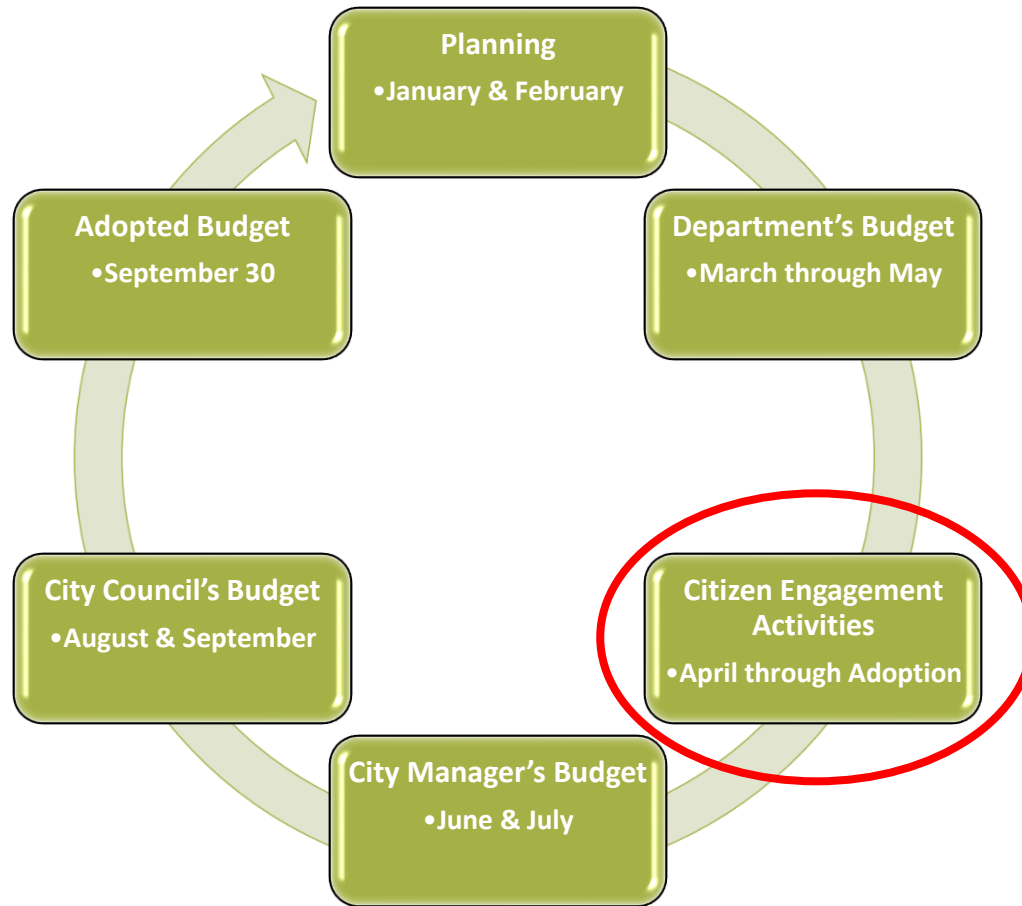 Planning
•January & February
Department’s Budget
•March through May
Citizen Engagement
Activities
•April through Adoption
City Manager’s Budget
•June & July
City Council’s Budget
•August & September
Adopted Budget
•September 30